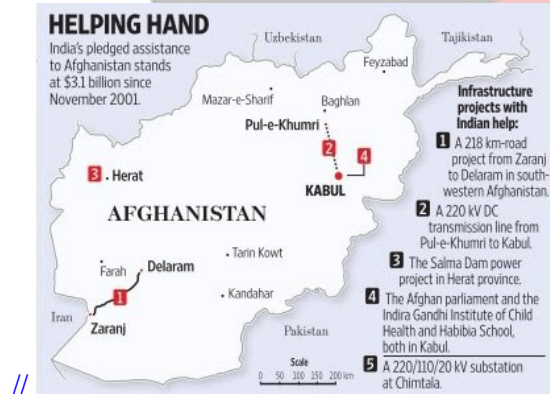 HELPING HAND
India's pledged assistance
to Afghanistan stands
at $3.1 billion since
November 2001.
Uzbekistan
Tajikistan
Feyzabad
Mazar-e-Sharif
Baghlan
Pul-e-Khumri
2
4
KABUL
3
Herat
AFGHANISTAN
Tarin Kowt
Farah
Delaram
1
Kandahar
Iran
Zaranj
Pakistan
Scale
0 50 100 150 200 km
Infrastructure
projects with
Indian help:
1 A 218 km-road
project from Zaranj
to Delaram in south-
western Afghanistan.
2 A 220 kV DC
transmission line from
Pul-e-Khumri to Kabul.
3 The Salma Dam power
project in Herat province.
4 The Afghan parliament and the
Indira Gandhi Institute of Child
Health and Habibia School,
both in Kabul.
5 A 220/110/20 kV substation
at Chimtala.
//